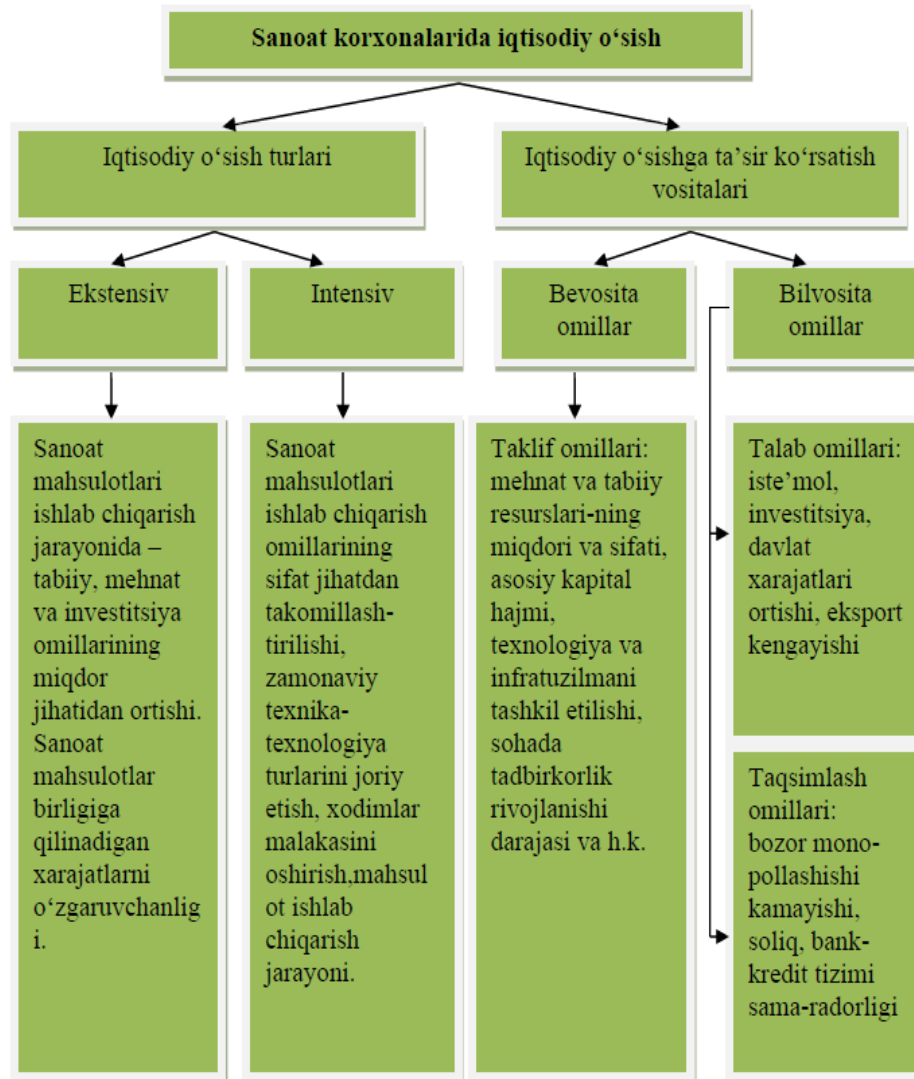 Sanoat korxonalarida iqtisodiy o‘sish
Iqtisodiy o‘sish turlari
Iqtisodiy o‘sishga ta’sir ko‘rsatish
vositalari
Ekstensiv
Intensiv
Bevosita
omillar
Bilvosita
omillar
Sanoat
mahsulotlari
ishlab chiqarish
jarayonida –
tabiiy, mehnat
va investitsiya
omillarining
miqdor
jihatidan ortishi.
Sanoat
mahsulotlar
birligiga
qilinadigan
xarajatlarni
o‘zgaruvchanlig
i.
Sanoat
mahsulotlari
ishlab chiqarish
omillarining
sifat jihatdan
takomillash-
tirilishi,
zamonaviy
texnika-
texnologiya
turlarini joriy
etish, xodimlar
malakasini
oshirish,mahsul
ot ishlab
chiqarish
jarayoni.
Taklif omillari:
mehnat va tabiiy
resurslari-ning
miqdori va sifati,
asosiy kapital
hajmi,
texnologiya va
infratuzilmani
tashkil etilishi,
sohada
tadbirkorlik
rivojlanishi
darajasi va h.k.
Talab omillari:
iste’mol,
investitsiya,
davlat
xarajatlari
ortishi, eksport
kengayishi
Taqsimlash
omillari:
bozor mono-
pollashishi
kamayishi,
soliq, bank-
kredit tizimi
sama-radorligi